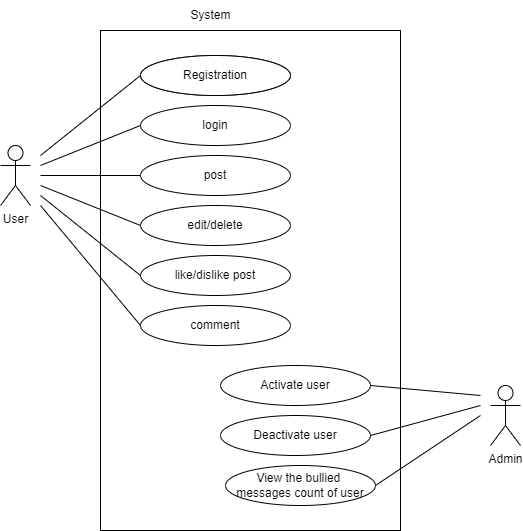 System
Registration
login
post
User
edit/delete
like/dislike post
comment
Activate user
Deactivate user
Admin
View the bullied
messages count of user